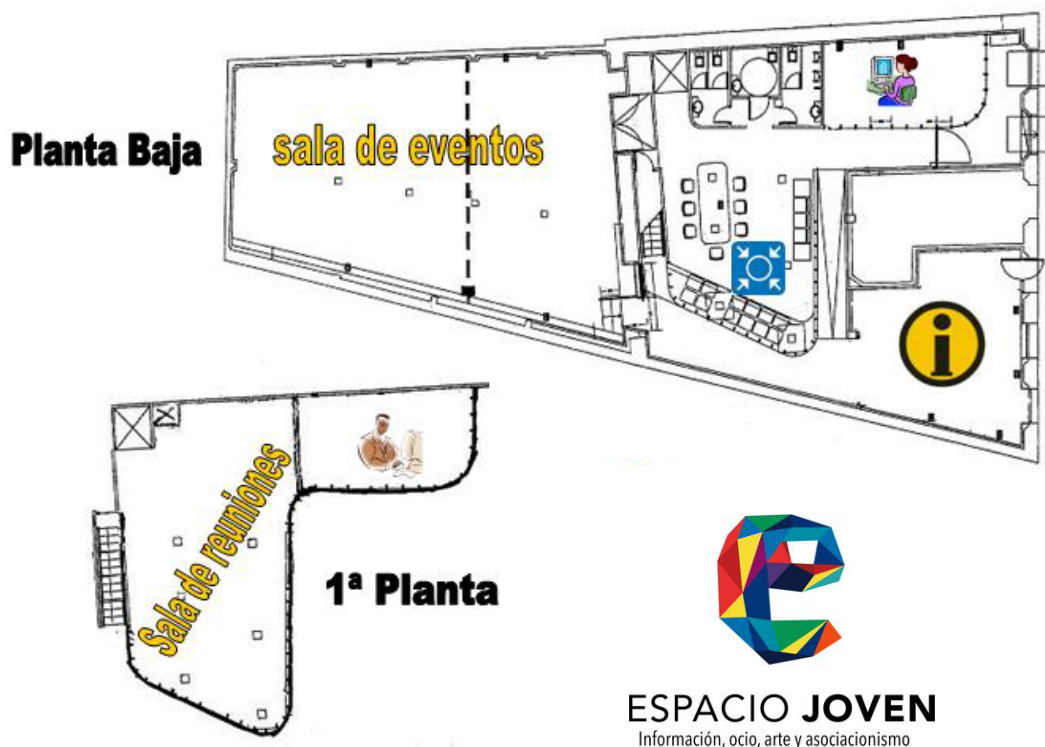 Planta Baja
sala de eventos
i
Sala de reuniones
1ª Planta
ESPACIO JOVEN
Información, ocio, arte y asociacionismo